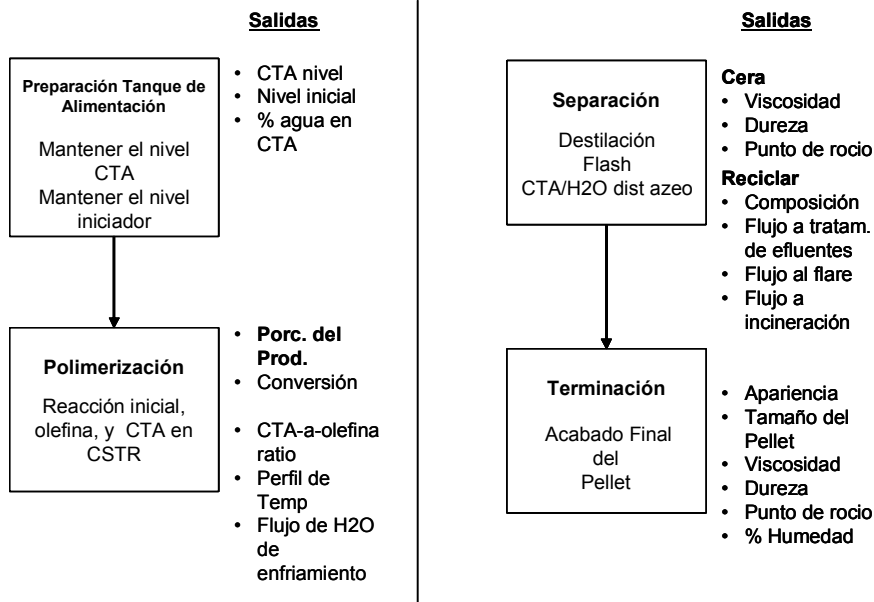 Salidas
Preparación Tanque de
Alimentación
Mantener el nivel
CTA
Mantener el nivel
iniciador
• CTA nivel
• Nivel inicial
• % agua en
CTA
Polimerización
Reacción inicial,
olefina, y CTA en
CSTR
• Porc. del
Prod.
• Conversión
• CTA-a-olefina
ratio
• Perfil de
Temp
• Flujo de H2O
de
enfriamiento
Salidas
Separación
Destilación
Flash
CTA/H2O dist azeo
Cera
• Viscosidad
• Dureza
• Punto de rocio
Reciclar
• Composición
• Flujo a tratam.
de efluentes
• Flujo al flare
• Flujo a
incineración
Terminación
Acabado Final
del
Pellet
• Apariencia
• Tamaño del
Pellet
• Viscosidad
• Dureza
• Punto de rocio
• % Humedad